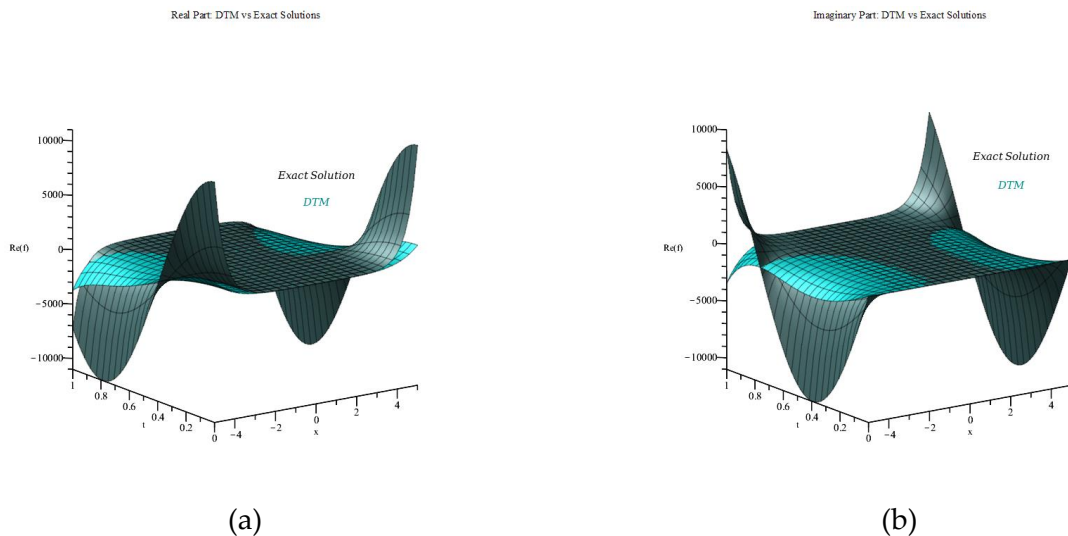 Real Part: DTM vs Exact Solutions
10000
5000
0
−5000
−10000
Re(f)
Exact Solution
DTM
1
0.8
0.6
0.4
0.2
0
t
−4
−2
0
2
4
x
(a)
Imaginary Part: DTM vs Exact Solutions
10000
5000
0
−5000
−10000
Re(f)
Exact Solution
DTM
1
0.8
0.6
0.4
0.2
0
t
−4
−2
0
2
4
x
(b)